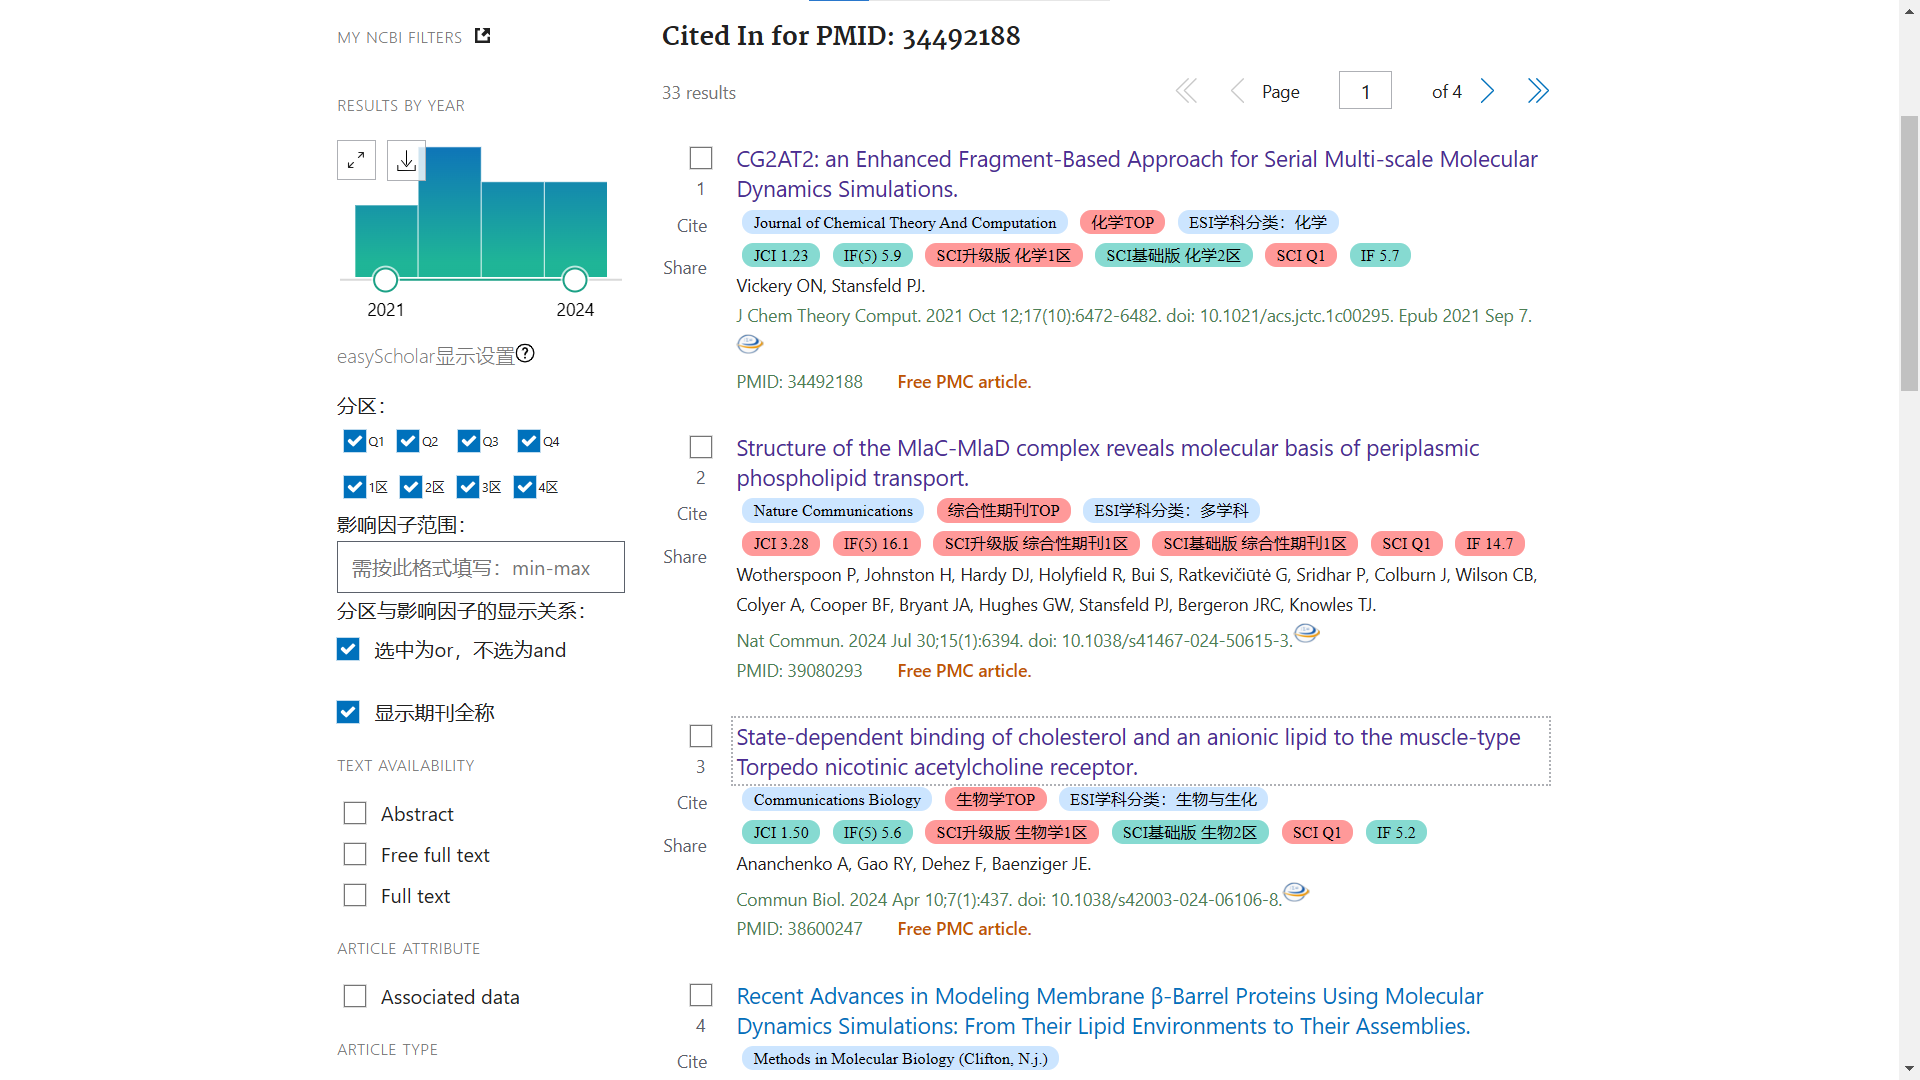 MY NCBI FILTERS
RESULTS BY YEAR
2021
2024
easyScholar显示设置
分区：
Q1 Q2 Q3 Q4
1区 2区 3区 4区
影响因子范围：
需按此格式填写：min-max
分区与影响因子的显示关系：
选中为or，不选为and
显示期刊全称
TEXT AVAILABILITY
Abstract
Free full text
Full text
ARTICLE ATTRIBUTE
Associated data
ARTICLE TYPE
Cited In for PMID: 34492188
33 results
Page 1 of 4
1
Cite
Share
CG2AT2: an Enhanced Fragment-Based Approach for Serial Multi-scale Molecular
Dynamics Simulations.
Journal of Chemical Theory And Computation 化学TOP ESI学科分类：化学
JCI 1.23 IF(5) 5.9 SCI升级版 化学1区 SCI基础版 化学2区 SCI Q1 IF 5.7
Vickery ON, Stansfeld PJ.
J Chem Theory Comput. 2021 Oct 12;17(10):6472-6482. doi: 10.1021/acs.jctc.1c00295. Epub 2021 Sep 7.
PMID: 34492188 Free PMC article.
2
Cite
Share
Structure of the MlaC-MlaD complex reveals molecular basis of periplasmic
phospholipid transport.
Nature Communications 综合性期刊TOP ESI学科分类：多学科
JCI 3.28 IF(5) 16.1 SCI升级版 综合性期刊1区 SCI基础版 综合性期刊1区 SCI Q1 IF 14.7
Wotherspoon P, Johnston H, Hardy DJ, Holyfield R, Bui S, Ratkevičiūtė G, Sridhar P, Colburn J, Wilson CB,
Colyer A, Cooper BF, Bryant JA, Hughes GW, Stansfeld PJ, Bergeron JRC, Knowles TJ.
Nat Commun. 2024 Jul 30;15(1):6394. doi: 10.1038/s41467-024-50615-3.
PMID: 39080293 Free PMC article.
3
Cite
Share
State-dependent binding of cholesterol and an anionic lipid to the muscle-type
Torpedo nicotinic acetylcholine receptor.
Communications Biology 生物学TOP ESI学科分类：生物与生化
JCI 1.50 IF(5) 5.6 SCI升级版 生物学1区 SCI基础版 生物2区 SCI Q1 IF 5.2
Ananchenko A, Gao RY, Dehez F, Baenziger JE.
Commun Biol. 2024 Apr 10;7(1):437. doi: 10.1038/s42003-024-06106-8.
PMID: 38600247 Free PMC article.
4
Cite
Recent Advances in Modeling Membrane β-Barrel Proteins Using Molecular
Dynamics Simulations: From Their Lipid Environments to Their Assemblies.
Methods in Molecular Biology (Clifton, N.j.)